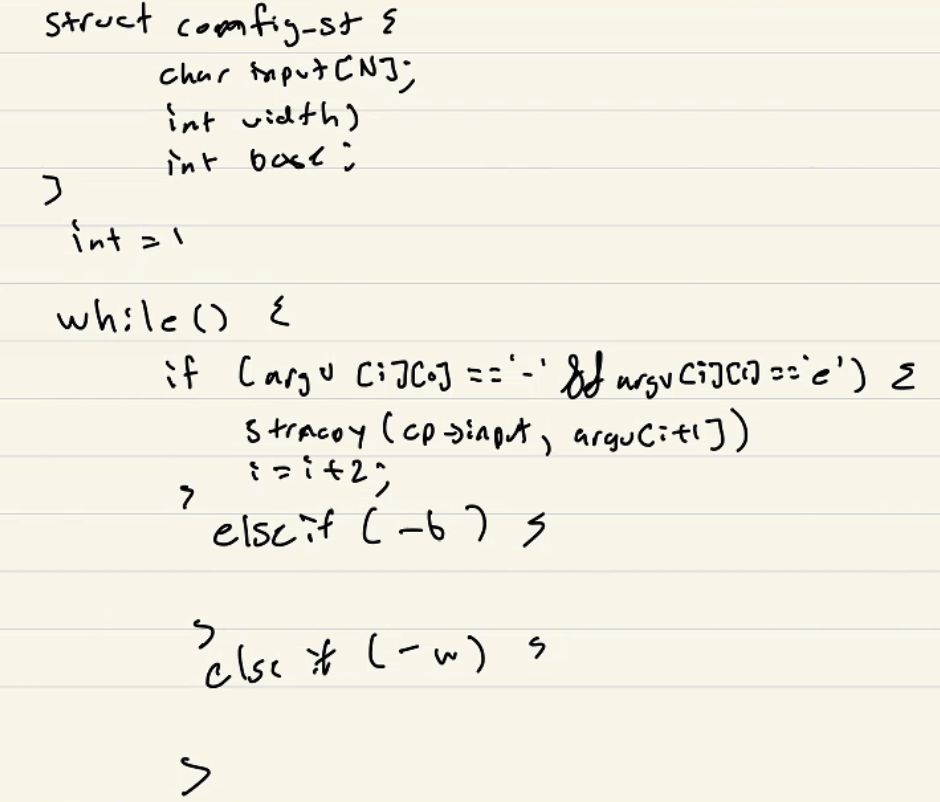 struct config_st {
char input[N];
int width;
int base;
}
int = 1
while() {
if (argv[i][0] == '-' && argv[i][1] == 'e') {
strncpy(cp->input, argv[i+1])
i = i+2;
}
else if (-b) {
}
else if (-w) {
}